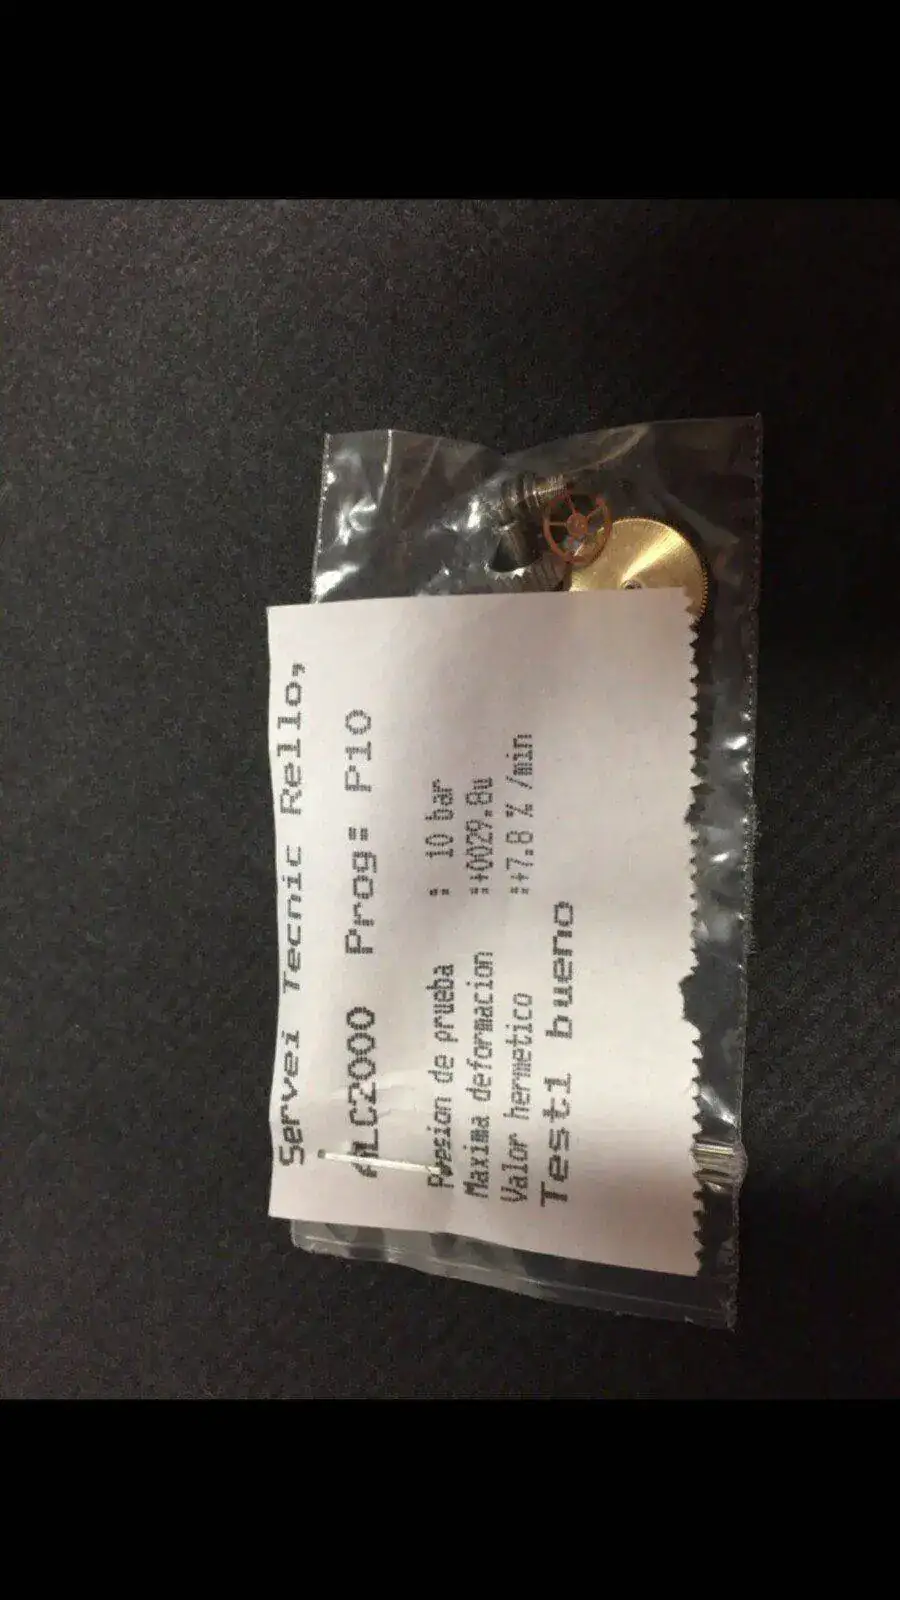 Servei Tecnic Rello,
ALC2000 Prog= P10
Presion de prueba : 10 bar
Maxima deformacion :+0029.8u
Valor hermetico :+7.8 % /min
Test1 bueno